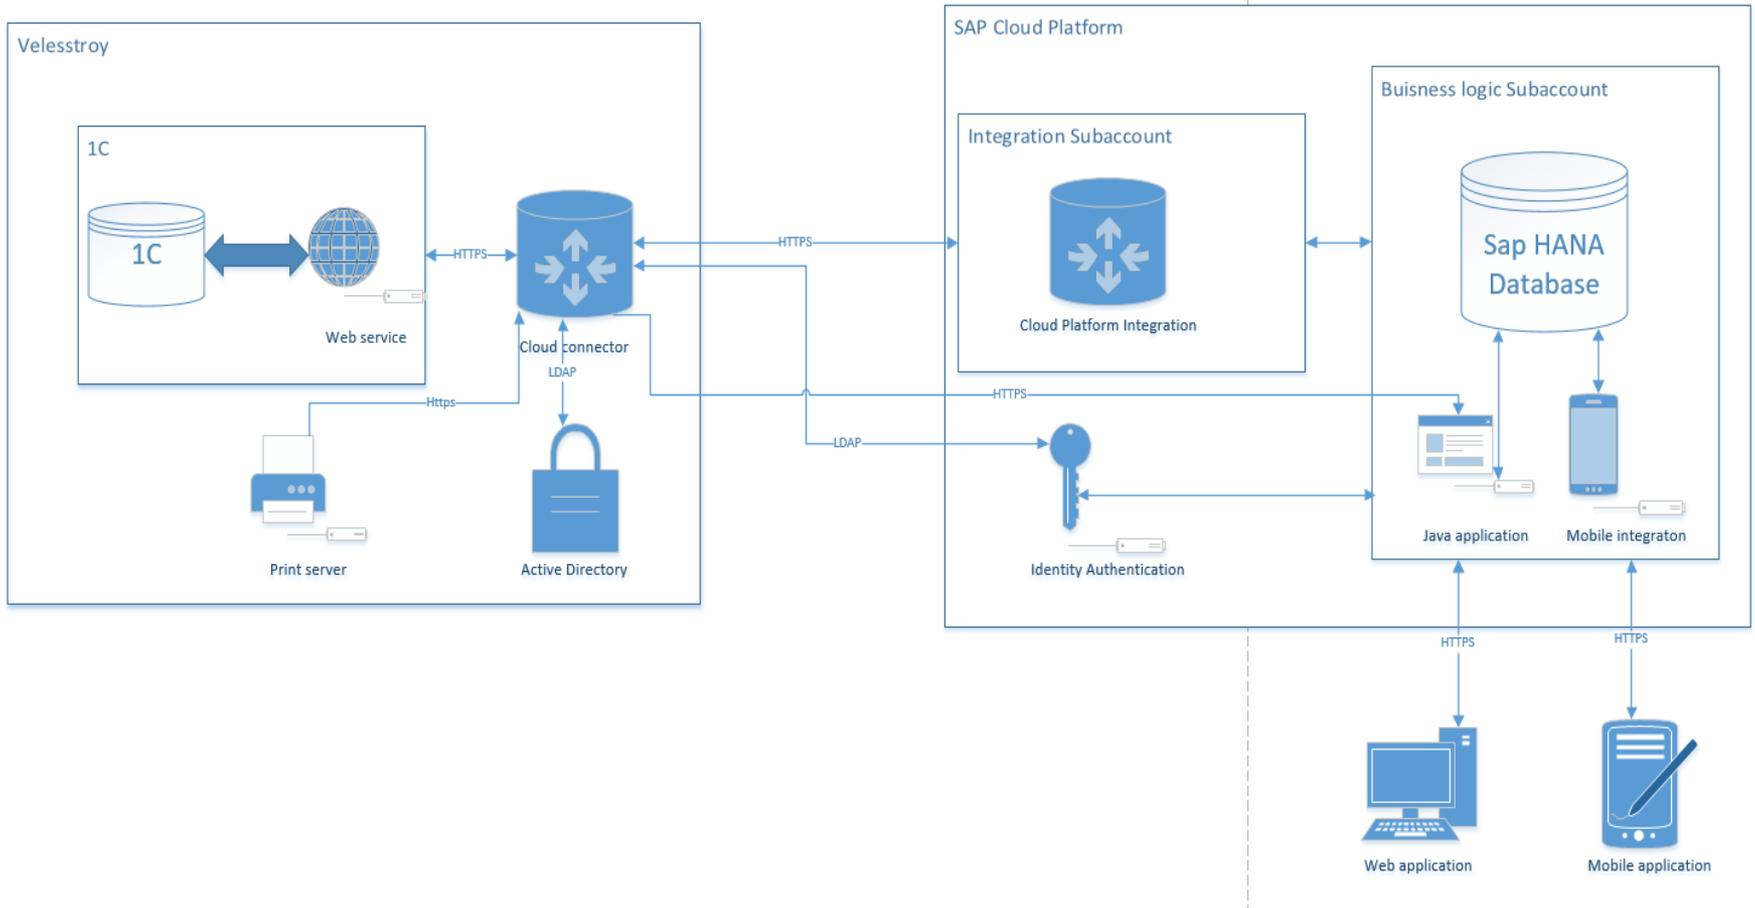 Velesstroy
1C
1C
Web service
HTTPS
Cloud connector
LDAP
Https
Print server
Active Directory
HTTPS
HTTPS
LDAP
SAP Cloud Platform
Integration Subaccount
Cloud Platform Integration
Identity Authentication
Buisness logic Subaccount
Sap HANA
Database
Java application
Mobile integraton
HTTPS
HTTPS
Web application
Mobile application